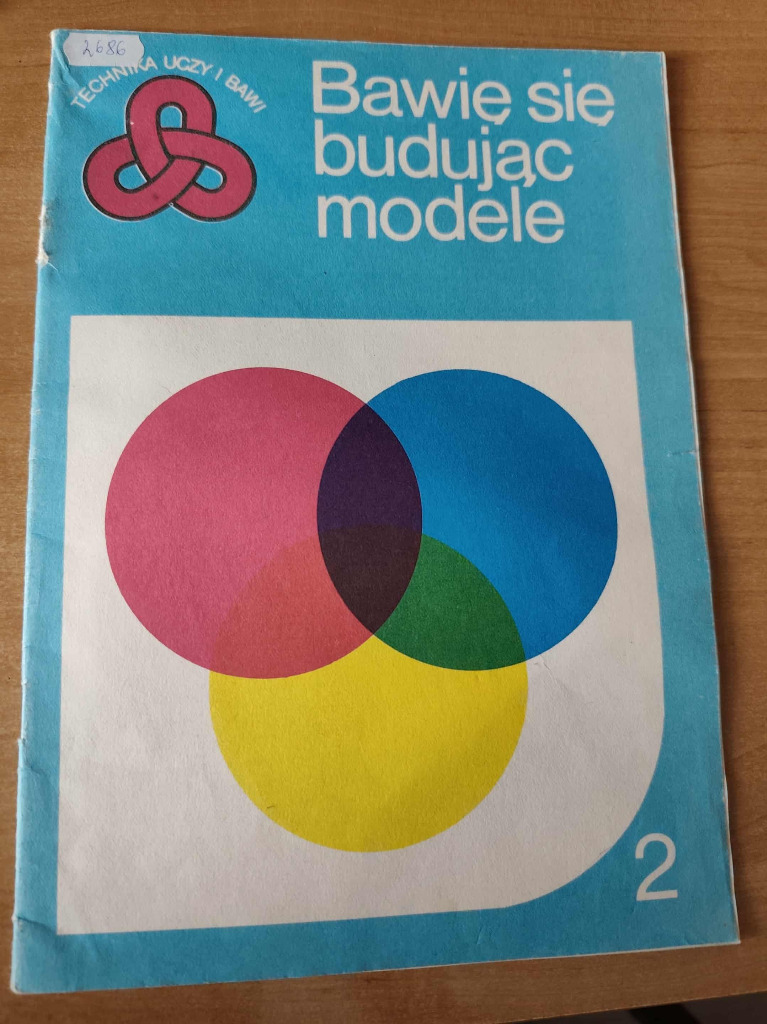 2686
TECHNIKA UCZY I BAWI
Bawię się
budując
modele
2